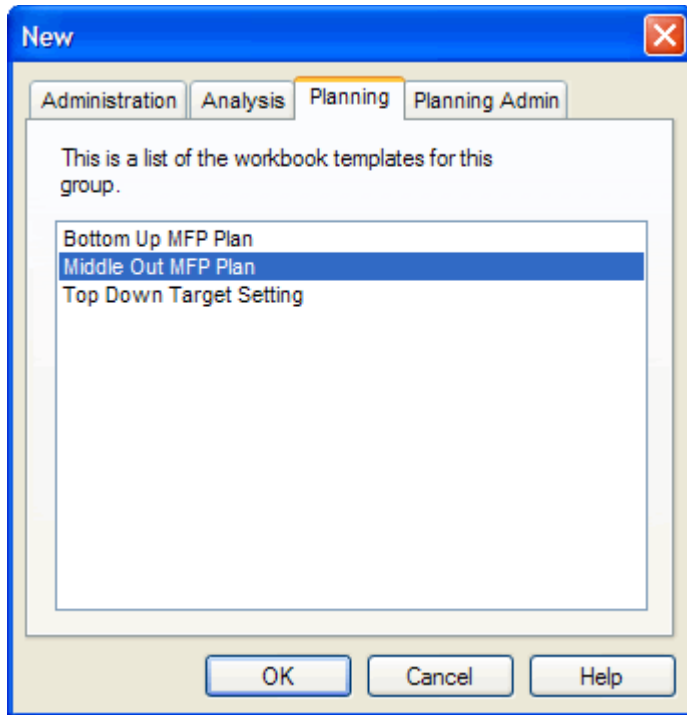 New
Administration Analysis Planning Planning Admin
This is a list of the workbook templates for this
group.
Bottom Up MFP Plan
Middle Out MFP Plan
Top Down Target Setting
OK Cancel Help